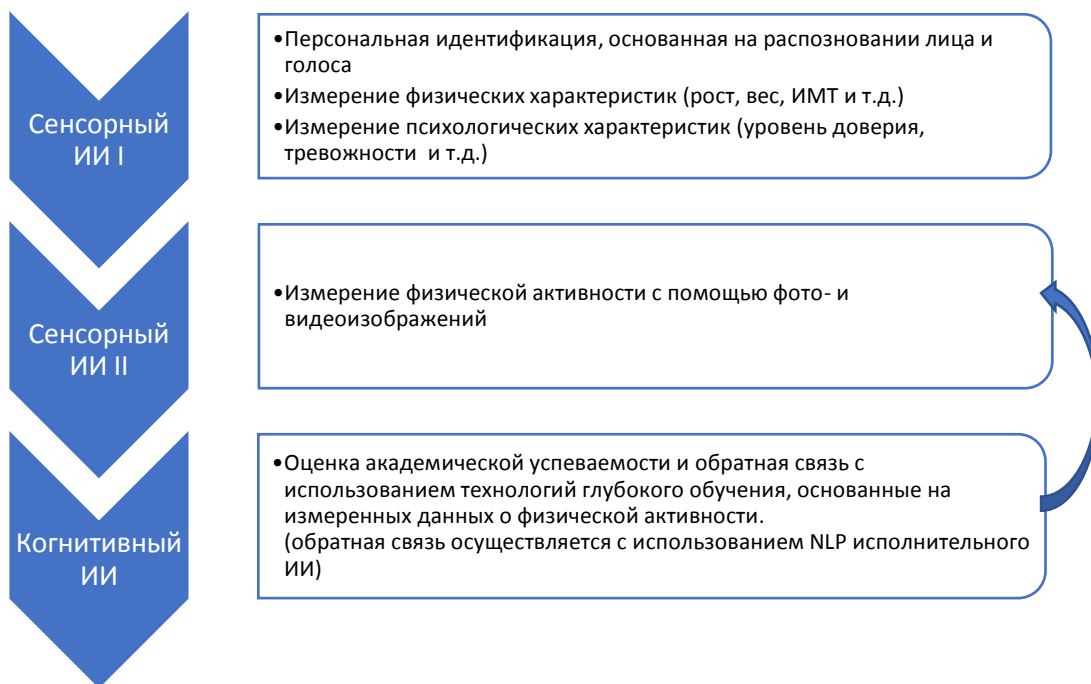 Сенсорный
ИИ I
•Персональная идентификация, основанная на распозновании лица и
голоса
•Измерение физических характеристик (рост, вес, ИМТ и т.д.)
•Измерение психологических характеристик (уровень доверия,
тревожности и т.д.)
Сенсорный
ИИ II
•Измерение физической активности с помощью фото- и
видеоизображений
Когнитивный
ИИ
•Оценка академической успеваемости и обратная связь с
использованием технологий глубокого обучения, основанные на
измеренных данных о физической активности.
(обратная связь осуществляется с использованием NLP исполнительного
ИИ)